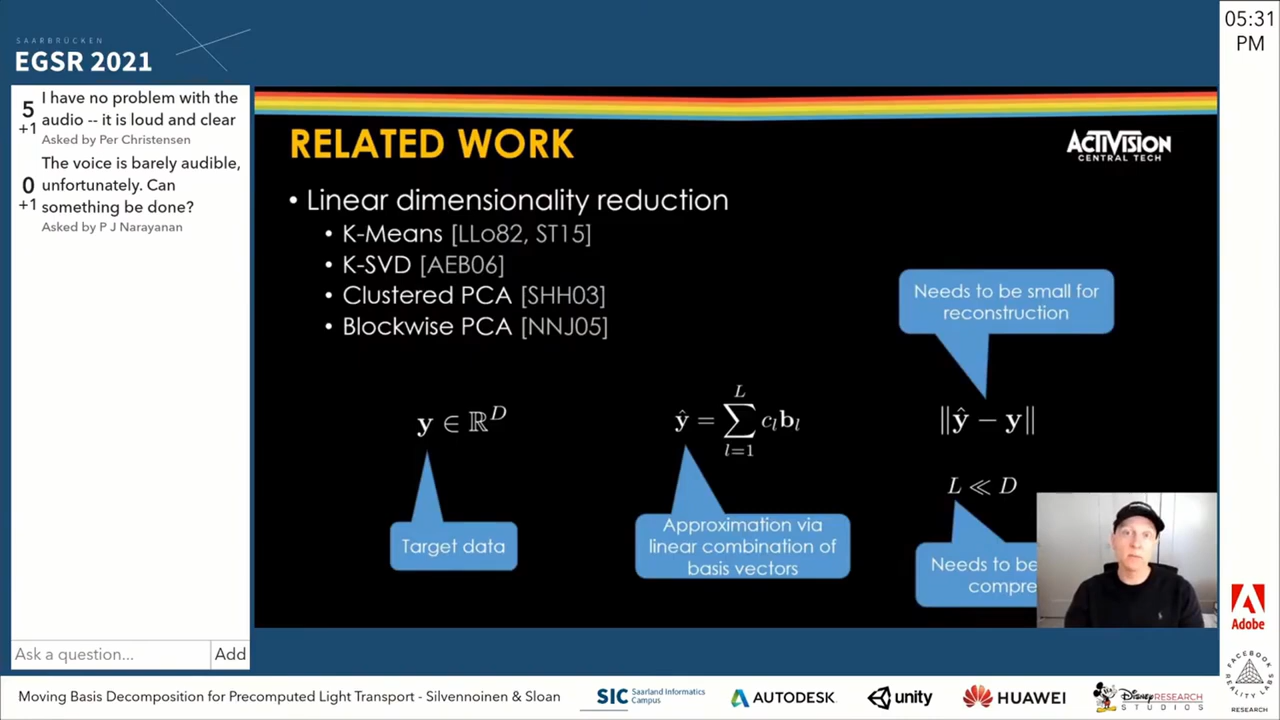 SAARBRÜCKEN
EGSR 2021
5
+1
I have no problem with the
audio -- it is loud and clear
Asked by Per Christensen
0
+1
The voice is barely audible,
unfortunately. Can
something be done?
Asked by P J Narayanan
Ask a question...
Add
RELATED WORK
ACTIVISION
CENTRAL TECH
• Linear dimensionality reduction
• K-Means [LLo82, ST15]
• K-SVD [AEB06]
• Clustered PCA [SHH03]
• Blockwise PCA [NNJ05]
Needs to be small for
reconstruction
y ∈ ℝ^D
ŷ = ∑_{l=1}^{L} c_l b_l
‖ŷ − y‖
L ≪ D
Target data
Approximation via
linear combination of
basis vectors
Needs to be
compre
05:31
PM
Adobe
FACEBOOK
REALITY LABS
RESEARCH
Moving Basis Decomposition for Precomputed Light Transport - Silvennoinen & Sloan
SIC Saarland Informatics
Campus
AUTODESK
unity
HUAWEI
Disney RESEARCH
STUDIOS